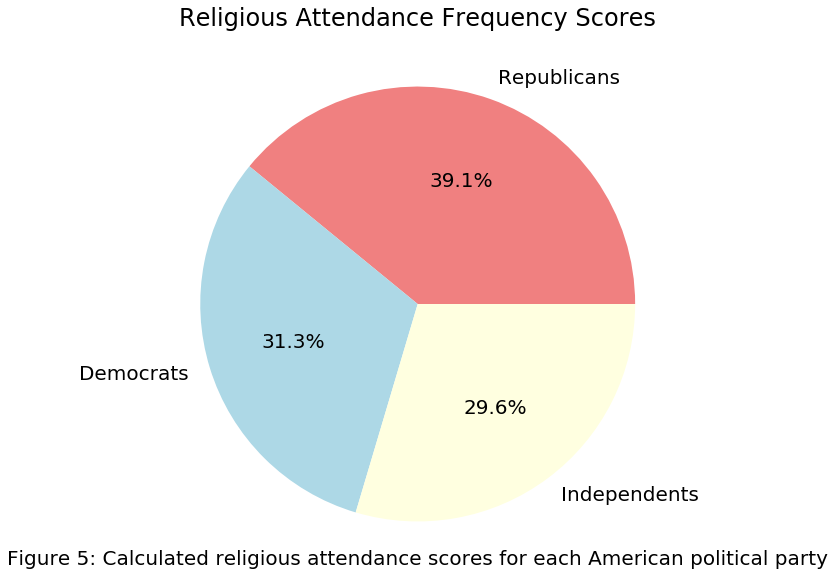 Religious Attendance Frequency Scores
Republicans
39.1%
31.3%
Democrats
29.6%
Independents
Figure 5: Calculated religious attendance scores for each American political party